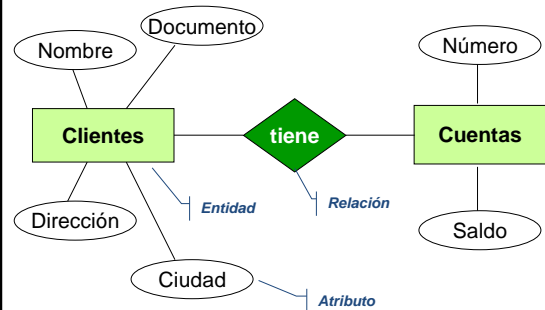 Documento
Nombre
Número
Clientes
tiene
Cuentas
Entidad
Relación
Dirección
Saldo
Ciudad
Atributo